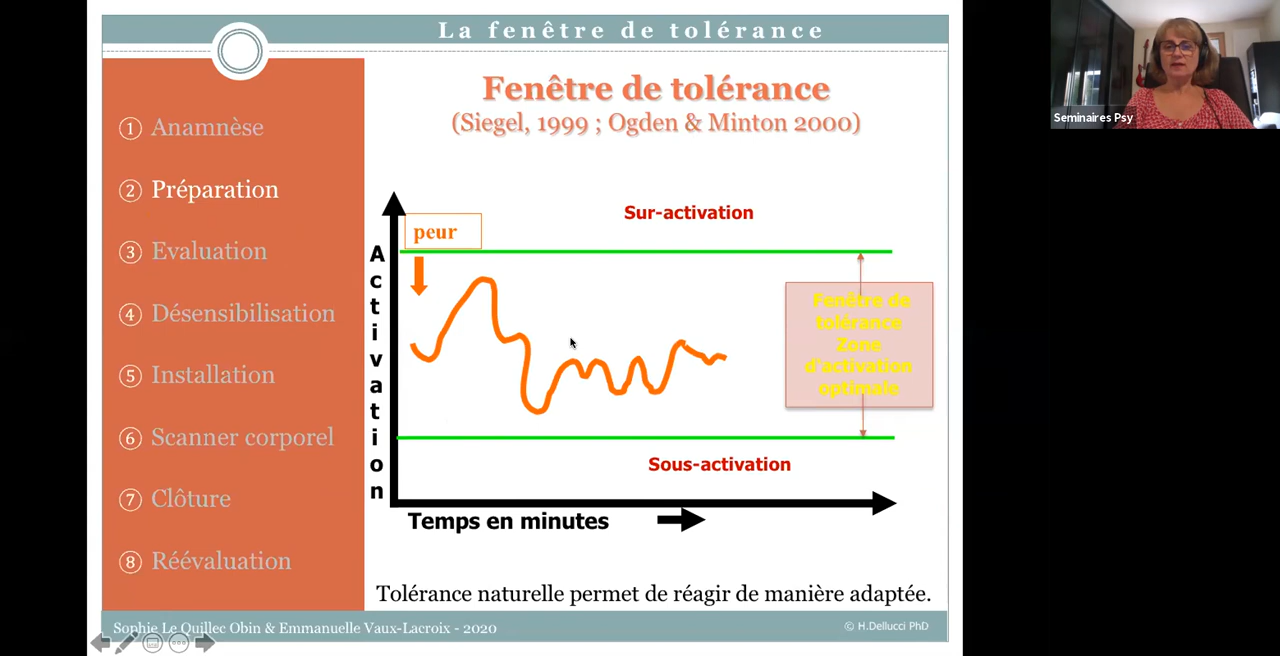 La fenêtre de tolérance
① Anamnèse
② Préparation
③ Evaluation
④ Désensibilisation
⑤ Installation
⑥ Scanner corporel
⑦ Clôture
⑧ Réévaluation
Fenêtre de tolérance
(Siegel, 1999 ; Ogden & Minton 2000)
Sur-activation
peur
Activation
Fenêtre de
tolérance
Zone
d'activation
optimale
Sous-activation
Temps en minutes
Tolérance naturelle permet de réagir de manière adaptée.
Sophie Le Quillec Obin & Emmanuelle Vaux-Lacroix - 2020
© H.Dellucci PhD
Seminaires Psy